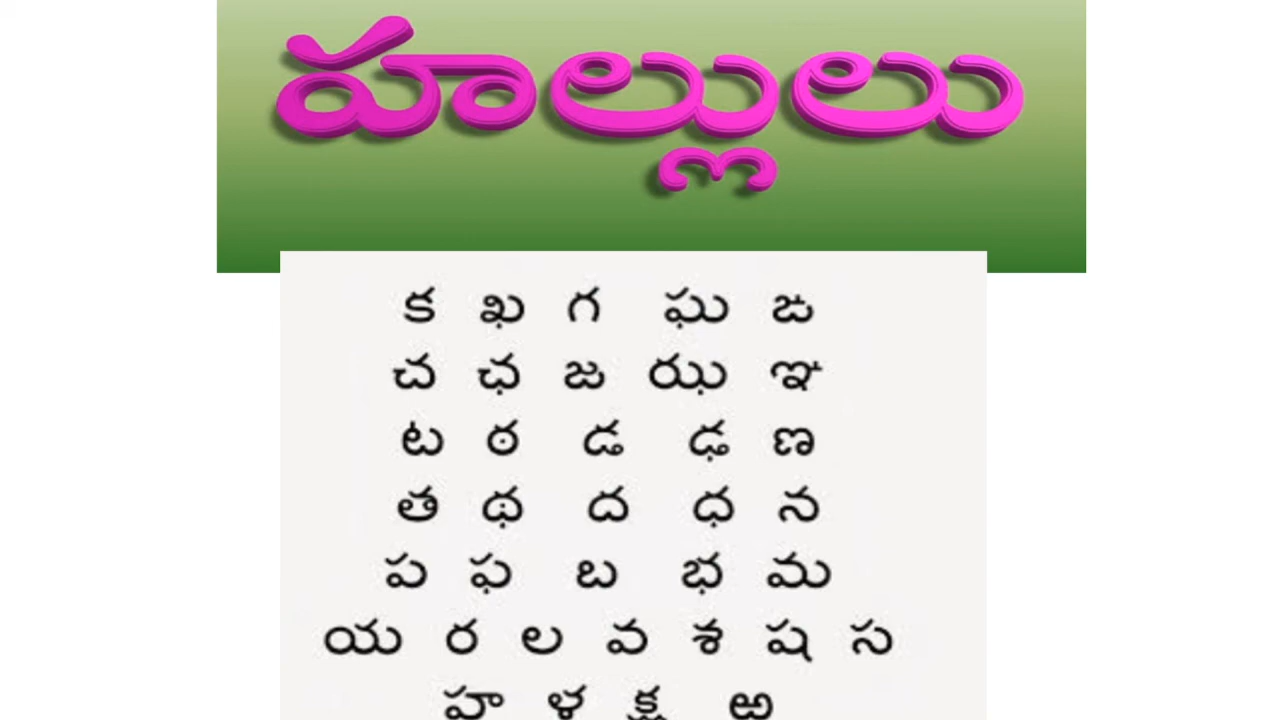 హల్లులు
క ఖ గ ఘ ఙ
చ ఛ జ ఝ ఞ
ట ఠ డ ఢ ణ
త థ ద ధ న
ప ఫ బ భ మ
య ర ల వ శ ష స
హ ళ క్ష ఱ